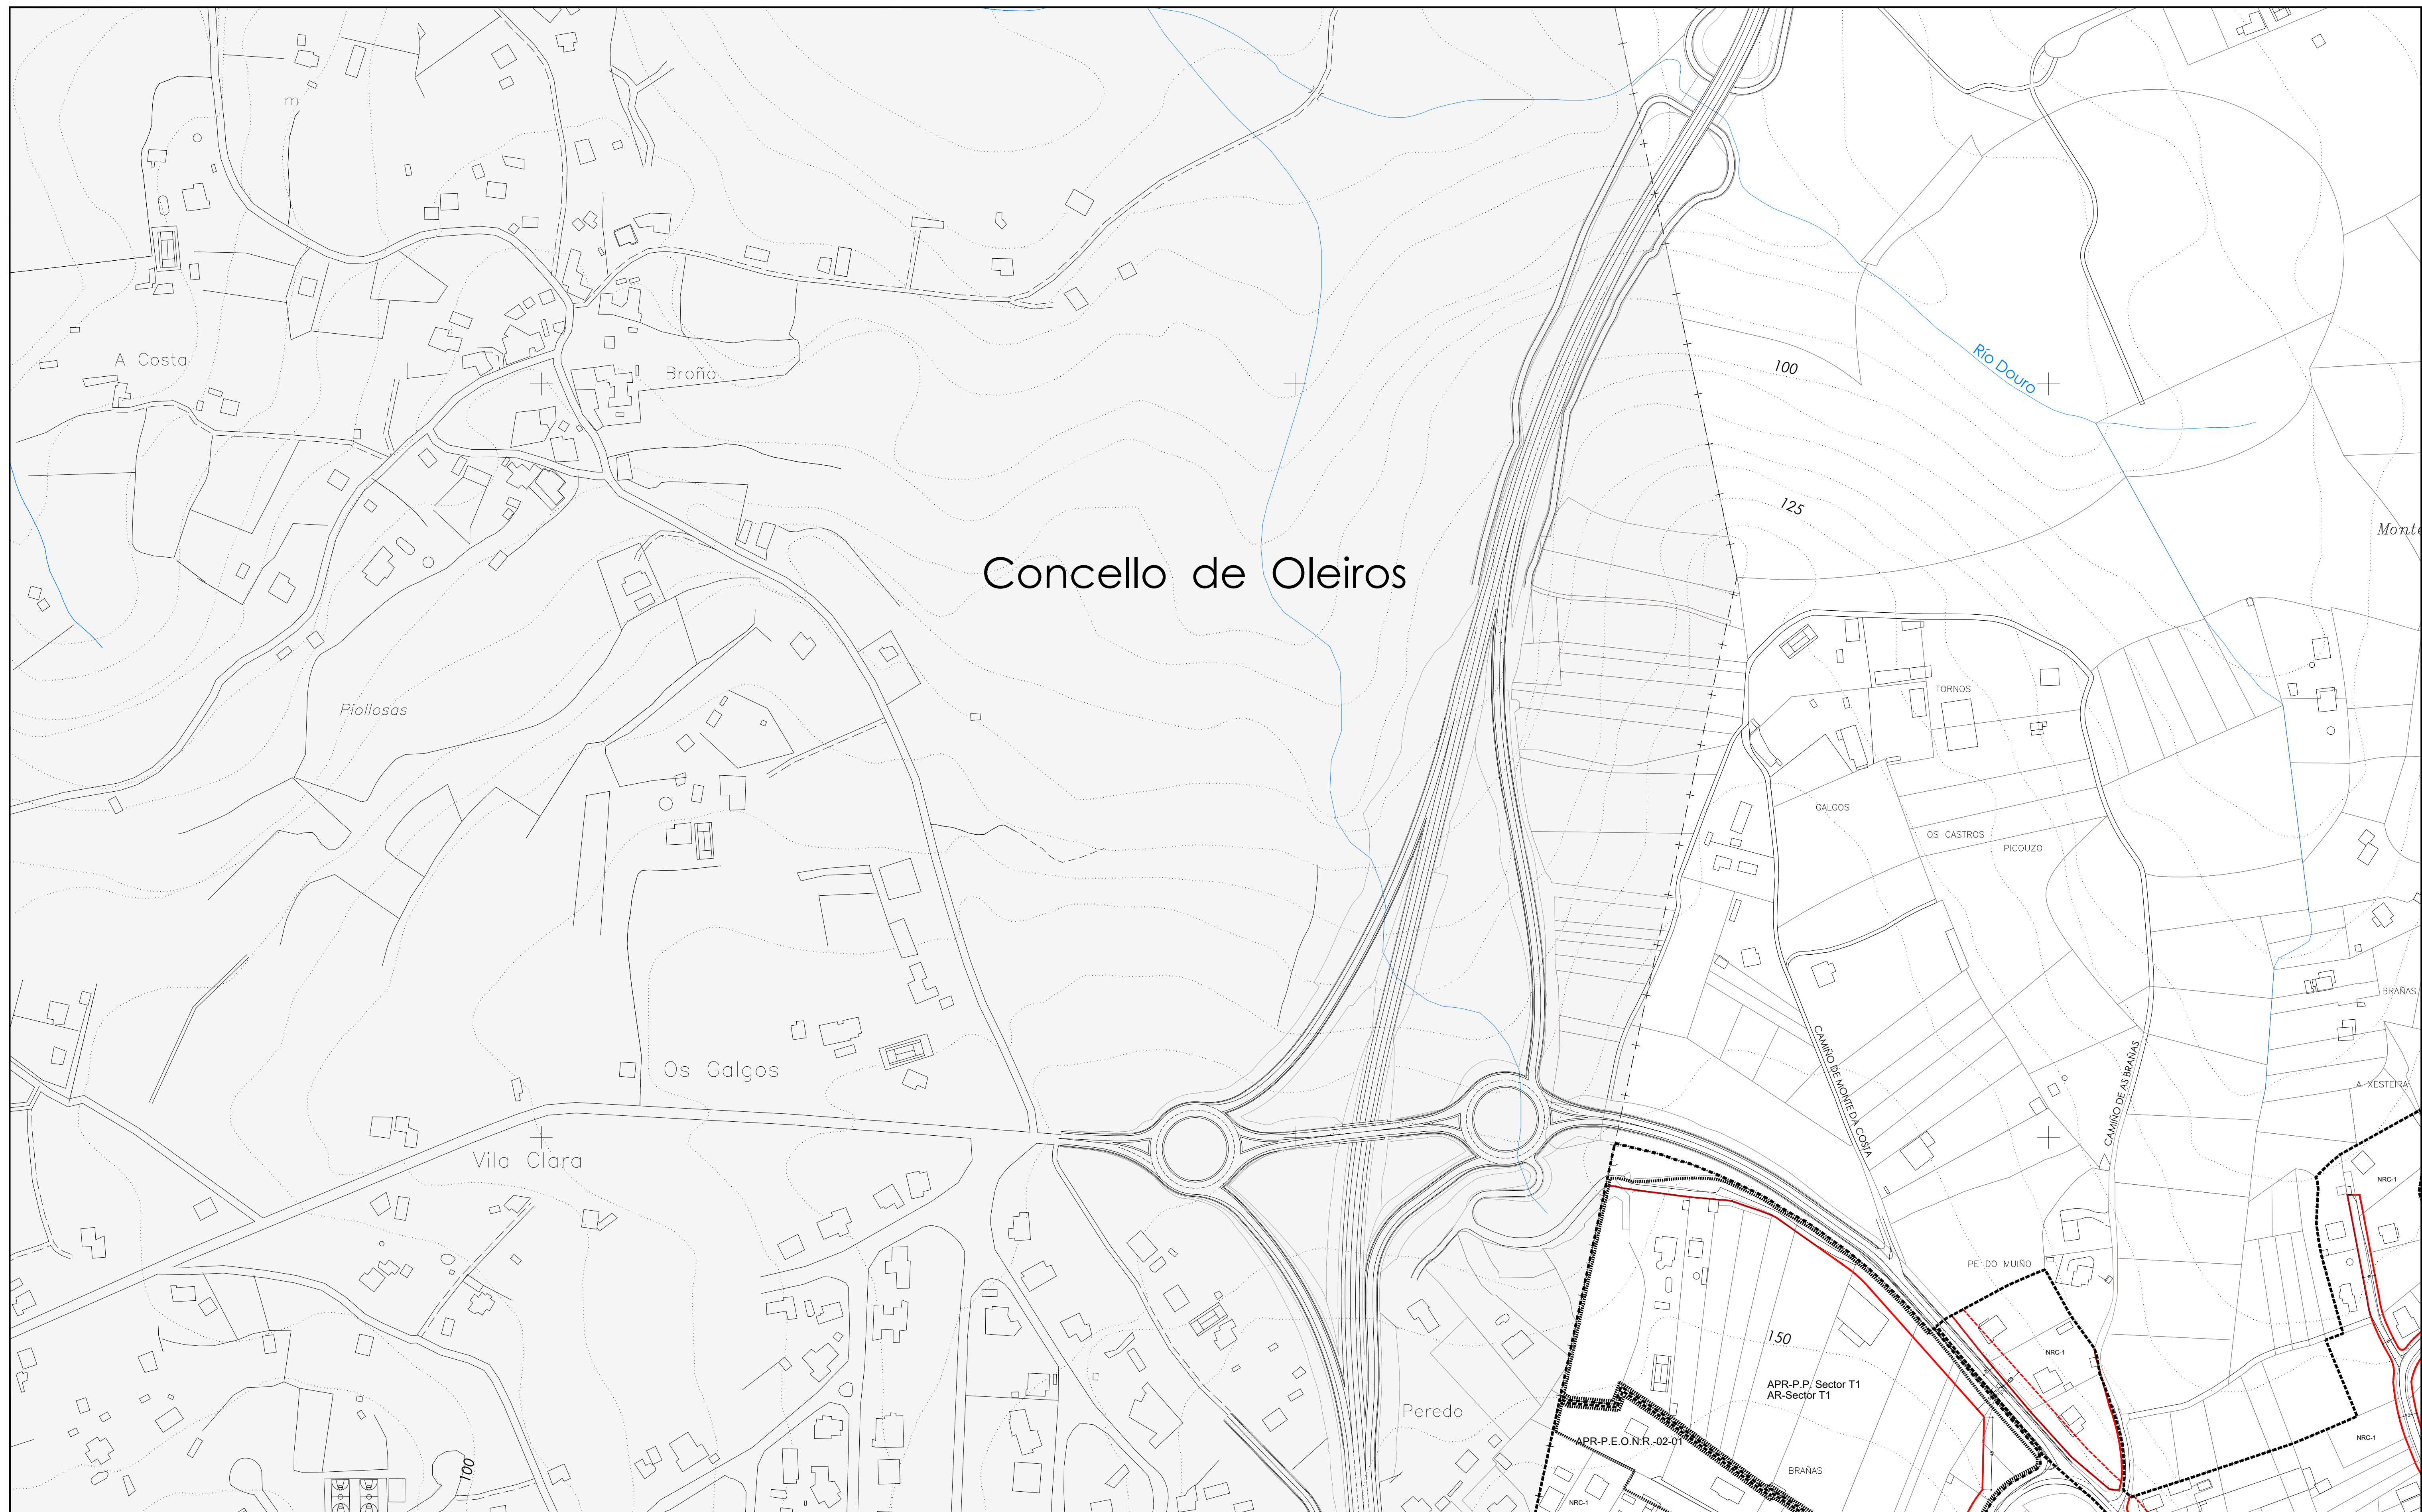 m
A Costa
Broño
100
Río Douro
125
Concello de Oleiros
Piollosas
TORNOS
GALGOS
OS CASTROS
PICOUZO
BRAÑAS
CAMIÑO DE MONTE DA COSTA
CAMIÑO DE AS BRAÑAS
Os Galgos
A XESTEIRA
Vila Clara
NRC-1
PE DO MUIÑO
150
NRC-1
APR-P.P. Sector T1
AR-Sector T1
Peredo
APR-P.E.O.N.R.-02-01
NRC-1
BRAÑAS
100
NRC-1